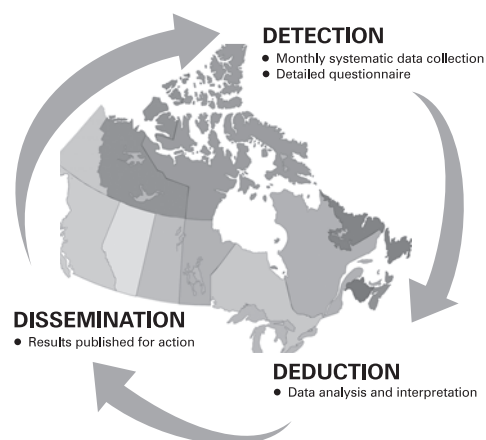 DETECTION
● Monthly systematic data collection
● Detailed questionnaire
DEDUCTION
● Data analysis and interpretation
DISSEMINATION
● Results published for action